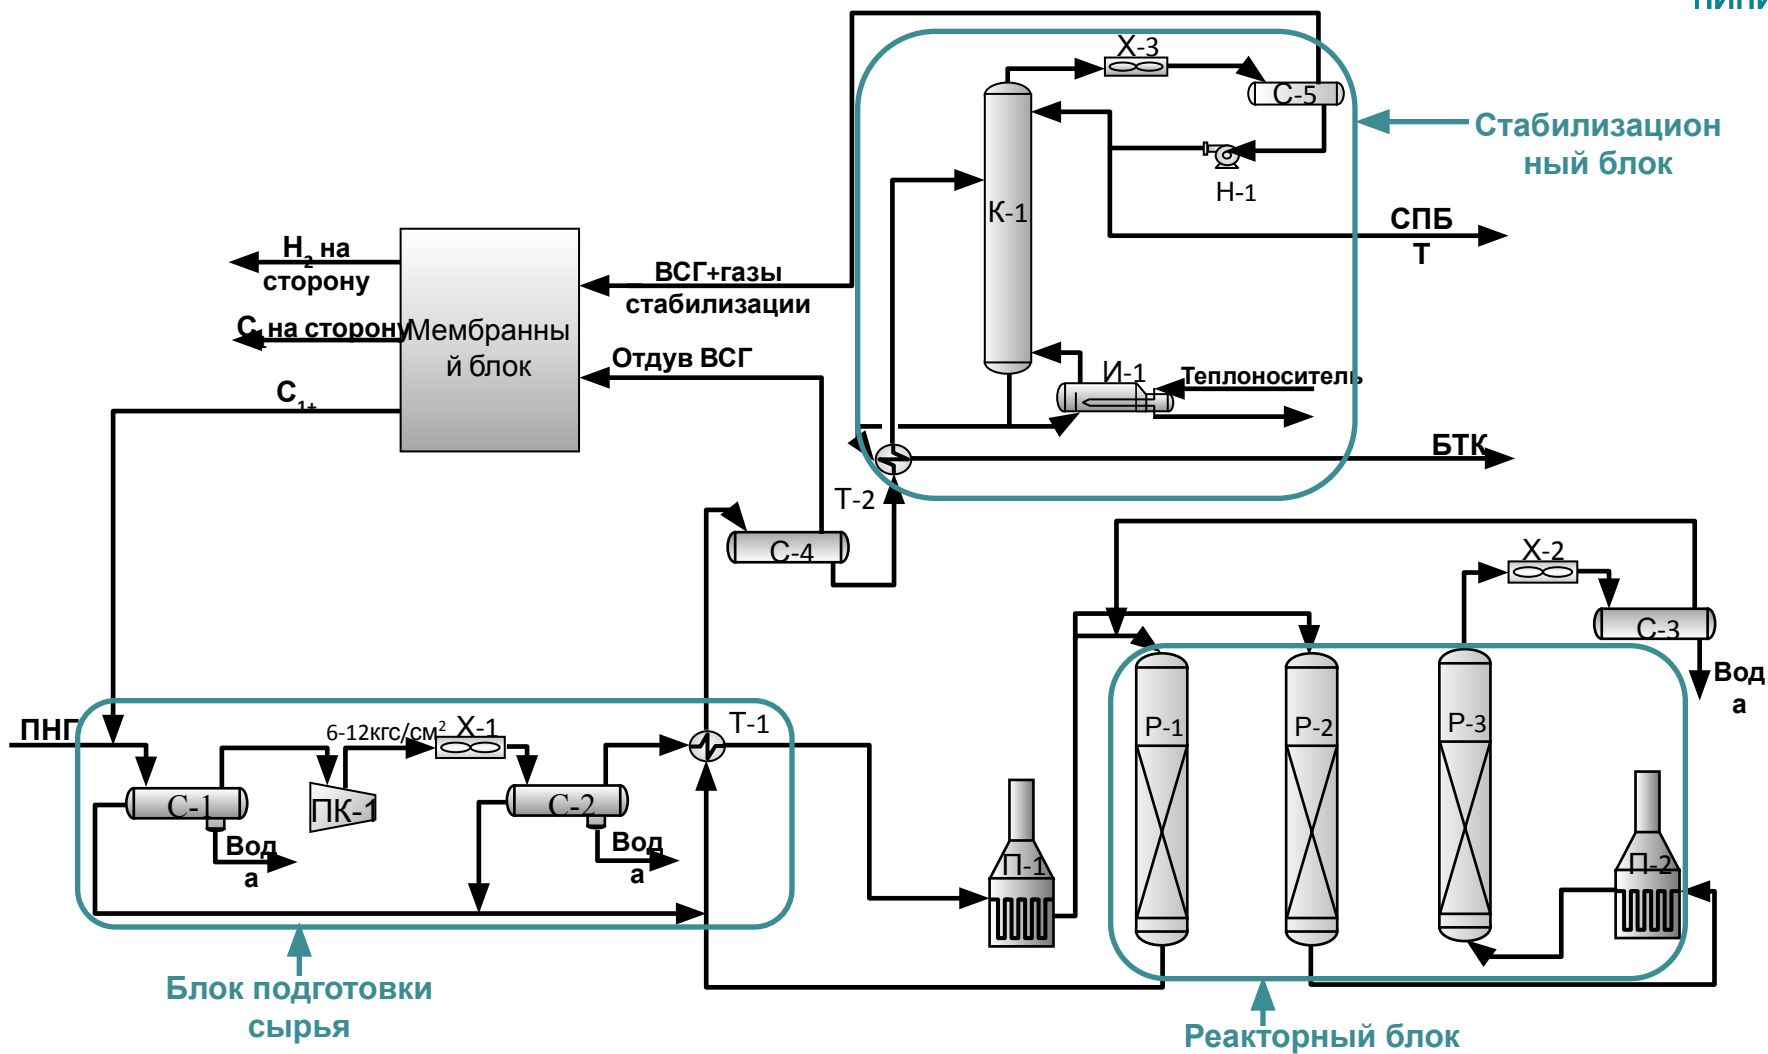 Х-3
С-5
Стабилизацион
ный блок
Н-1
К-1
СПБ
Т
H2 на
сторону
ВСГ+газы
стабилизации
С1 на сторону
Мембранны
й блок
Отдув ВСГ
И-1
Теплоноситель
С1+
БТК
Т-2
С-4
Х-2
С-3
Вод
а
ПНГ
6-12кгс/см2
Х-1
Т-1
Р-1
Р-2
Р-3
С-1
ПК-1
С-2
Вод
а
Вод
а
П-1
П-2
Блок подготовки
сырья
Реакторный блок